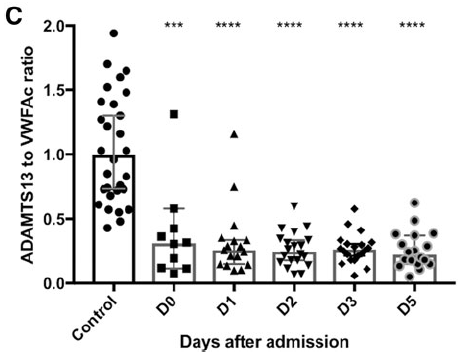 C
*** **** **** **** ****
2.0
1.5
1.0
0.5
0.0
ADAMTS13 to VWFAc ratio
Control D0 D1 D2 D3 D5
Days after admission